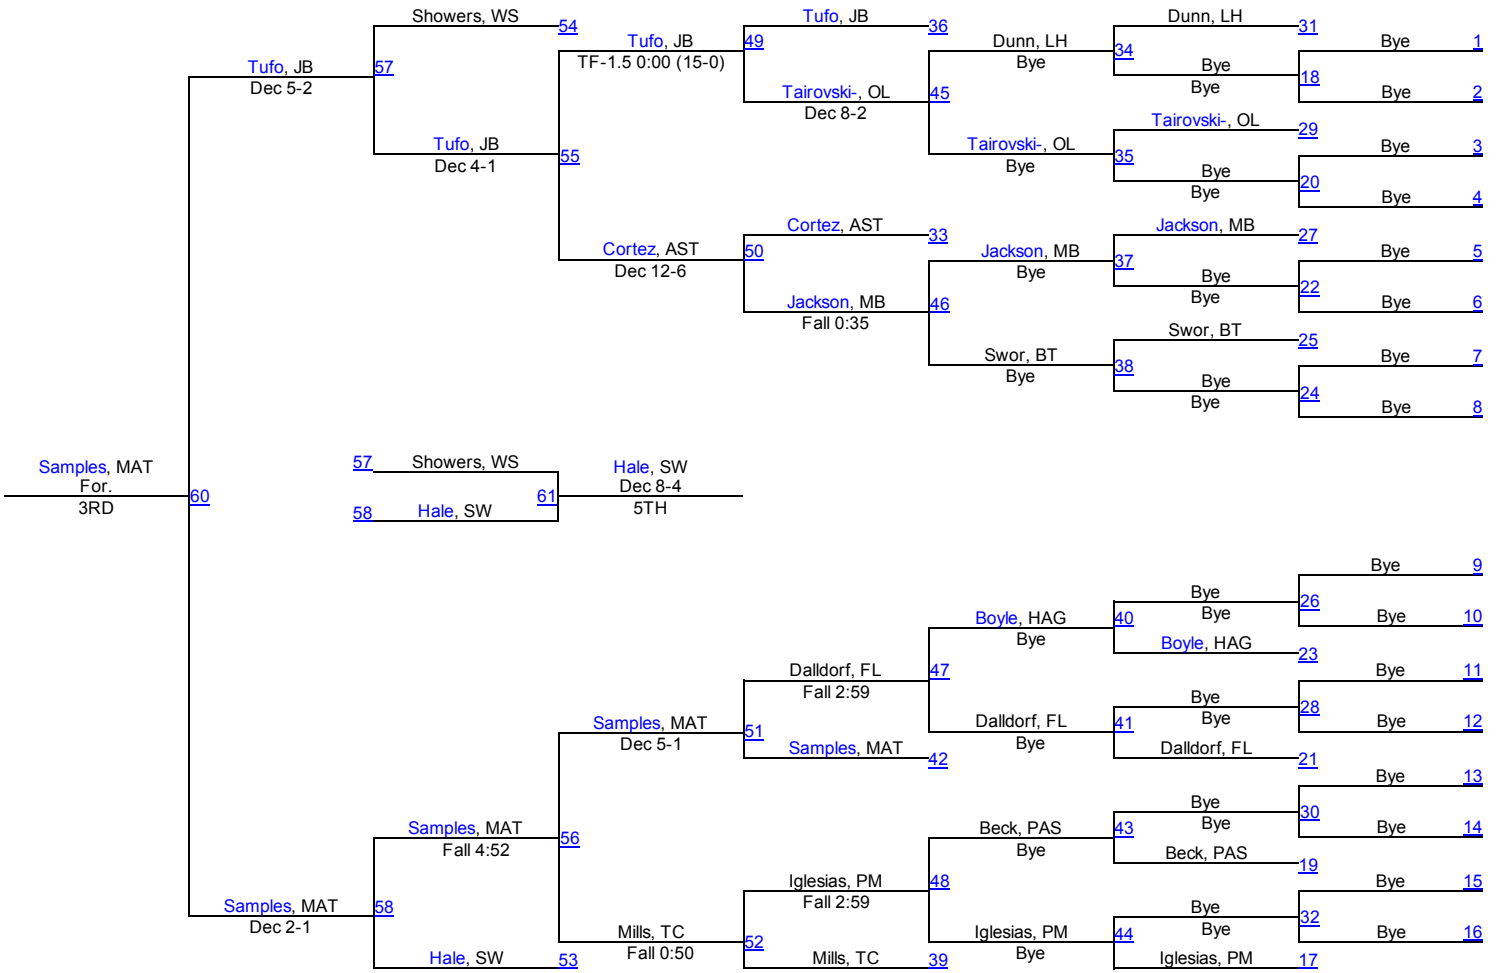 Showers, WS
54
Tufo, JB
36
Dunn, LH
31
Tufo, JB
49
TF-1.5 0:00 (15-0)
Dunn, LH
34
Bye
Bye
1
Tufo, JB
57
Dec 5-2
Bye
18
Bye
Tairovski-, OL
45
Dec 8-2
Bye
2
Tairovski-, OL
29
Tufo, JB
55
Dec 4-1
Tairovski-, OL
35
Bye
Bye
3
Bye
20
Bye
Bye
4
Cortez, AST
33
Jackson, MB
27
Cortez, AST
50
Dec 12-6
Jackson, MB
37
Bye
Bye
5
Bye
22
Bye
Jackson, MB
46
Fall 0:35
Bye
6
Swor, BT
25
Swor, BT
38
Bye
Bye
7
Bye
24
Bye
Bye
8
Samples, MAT
For.
60
3RD
57
Showers, WS
61
58
Hale, SW
Hale, SW
Dec 8-4
5TH
Bye
9
Bye
26
Bye
Boyle, HAG
40
Bye
Bye
10
Boyle, HAG
23
Dalldorf, FL
47
Fall 2:59
Bye
11
Bye
28
Bye
Samples, MAT
51
Dec 5-1
Dalldorf, FL
41
Bye
Bye
12
Samples, MAT
42
Dalldorf, FL
21
Bye
13
Bye
30
Bye
Samples, MAT
56
Fall 4:52
Beck, PAS
43
Bye
Bye
14
Beck, PAS
19
Iglesias, PM
48
Fall 2:59
Bye
15
Samples, MAT
58
Dec 2-1
Bye
32
Bye
Mills, TC
52
Fall 0:50
Iglesias, PM
44
Bye
Bye
16
Hale, SW
53
Mills, TC
39
Iglesias, PM
17